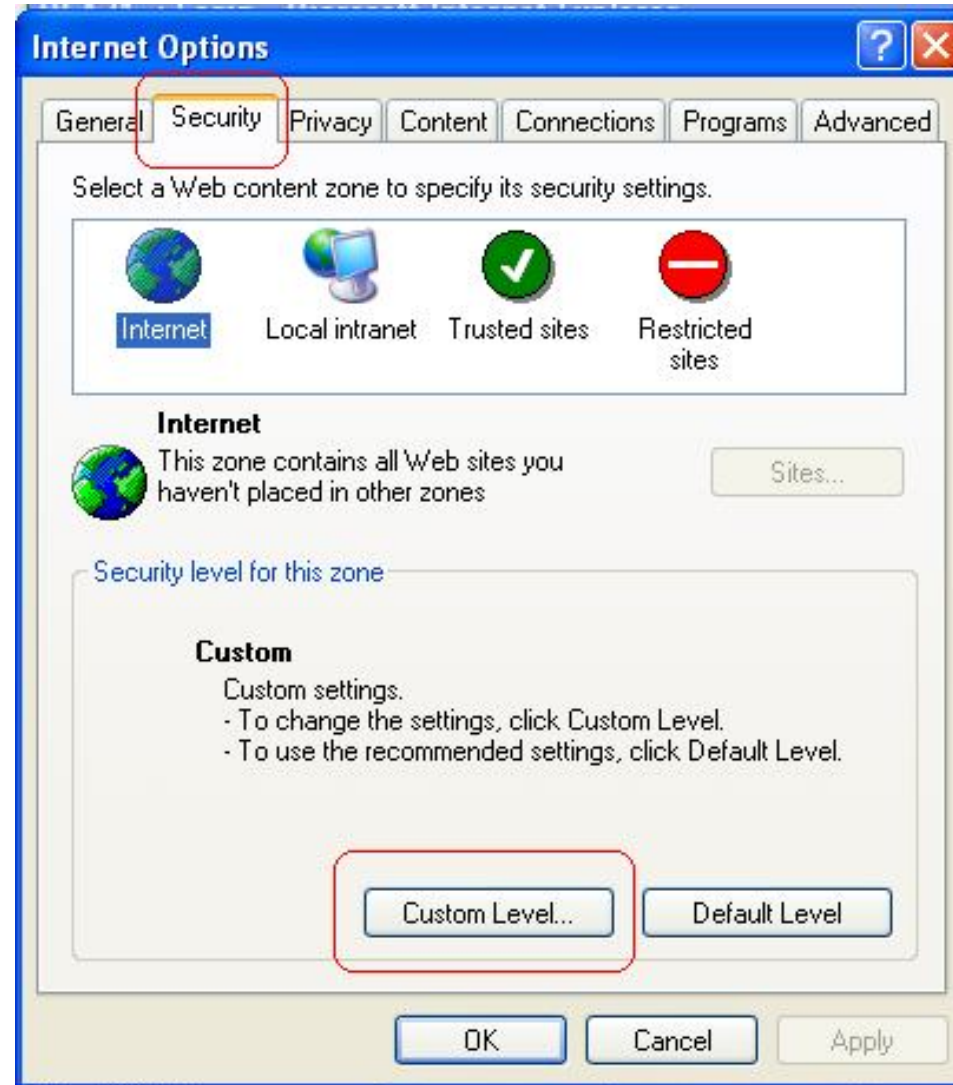 Internet Options
General Security Privacy Content Connections Programs Advanced
Select a Web content zone to specify its security settings.
Internet Local intranet Trusted sites Restricted sites
Internet
This zone contains all Web sites you
haven't placed in other zones
Sites...
Security level for this zone
Custom
Custom settings.
- To change the settings, click Custom Level.
- To use the recommended settings, click Default Level.
Custom Level... Default Level
OK Cancel Apply